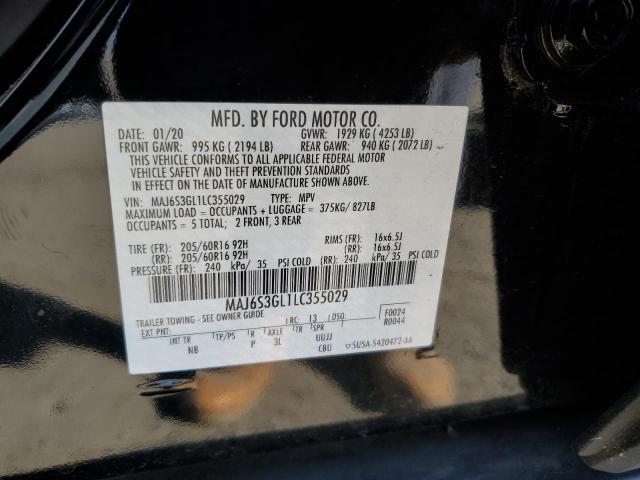 MFD. BY FORD MOTOR CO.
DATE: 01/20 GVWR: 1929 KG ( 4253 LB)
FRONT GAWR: 995 KG ( 2194 LB) REAR GAWR: 940 KG ( 2072 LB)
THIS VEHICLE CONFORMS TO ALL APPLICABLE FEDERAL MOTOR
VEHICLE SAFETY AND THEFT PREVENTION STANDARDS
IN EFFECT ON THE DATE OF MANUFACTURE SHOWN ABOVE.
VIN: MAJ6S3GL1LC355029 TYPE: MPV
MAXIMUM LOAD = OCCUPANTS + LUGGAGE = 375KG/ 827LB
OCCUPANTS = 5 TOTAL; 2 FRONT, 3 REAR
TIRE (FR): 205/60R16 92H RIMS (FR): 16x6.5J
(RR): 205/60R16 92H (RR): 16x6.5J
PRESSURE (FR): 240 kPa/ 35 PSI COLD (RR): 240 kPa/ 35 PSI COLD
MAJ6S3GL1LC355029
TRAILER TOWING - SEE OWNER GUIDE RC: 13 DSO: F0024
EXT PNT: R0044
INT TR TP/PS R AXLE TR SPR
NB P 3L UUJJ
CBU 5U5A-5420472-AA